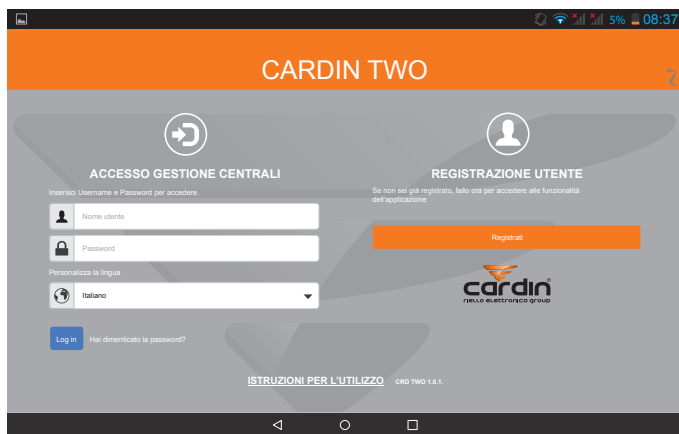 5% 08:37
CARDIN TWO
ACCESSO GESTIONE CENTRALI
Inserisci Username e Password per accedere.
Nome utente
Password
Personalizza la lingua
Italiano
Log in Hai dimenticato la password?
REGISTRAZIONE UTENTE
Se non sei già registrato, fallo ora per accedere alle funzionalità
dell'applicazione
Registrati
cardin
riello elettronica group
ISTRUZIONI PER L'UTILIZZO CRD TWO 1.0.1.